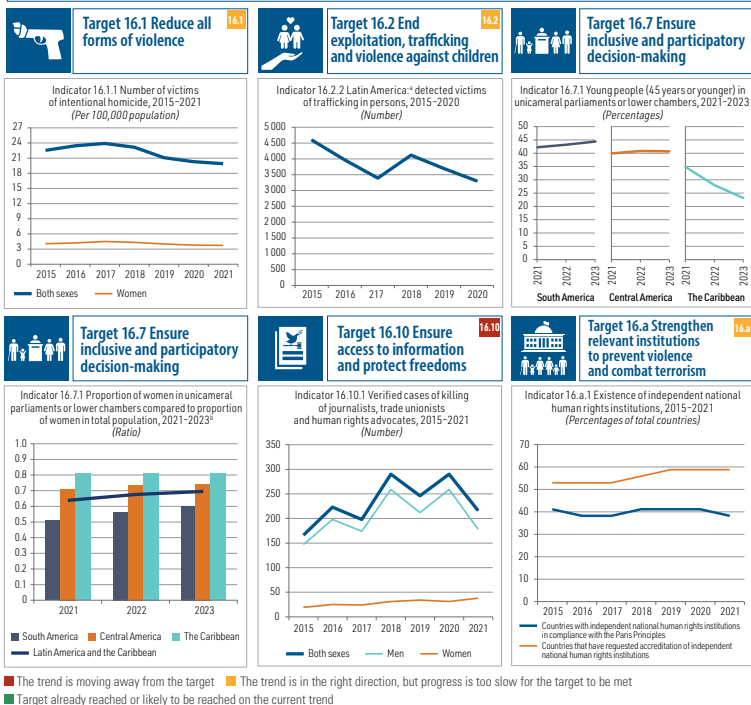 Target 16.1 Reduce all
forms of violence
16.1
Indicator 16.1.1 Number of victims
of intentional homicide, 2015–2021
(Per 100,000 population)
27
24
21
18
15
12
9
6
3
0
2015 2016 2017 2018 2019 2020 2021
Both sexes Women
Target 16.2 End
exploitation, trafficking
and violence against children
16.2
Indicator 16.2.2 Latin America:ᵃ detected victims
of trafficking in persons, 2015–2020
(Number)
5 000
4 500
4 000
3 500
3 000
2 500
2 000
1 500
1 000
500
0
2015 2016 217 2018 2019 2020
Target 16.7 Ensure
inclusive and participatory
decision-making
Indicator 16.7.1 Young people (45 years or younger) in
unicameral parliaments or lower chambers, 2021–2023
(Percentages)
50
45
40
35
30
25
20
15
10
5
0
2021 2022 2023 2021 2022 2023 2021 2022 2023
South America Central America The Caribbean
Target 16.7 Ensure
inclusive and participatory
decision-making
Indicator 16.7.1 Proportion of women in unicameral
parliaments or lower chambers compared to proportion
of women in total population, 2021–2023ᵇ
(Ratio)
1.0
0.9
0.8
0.7
0.6
0.5
0.4
0.3
0.2
0.1
0
2021 2022 2023
South America Central America The Caribbean
Latin America and the Caribbean
Target 16.10 Ensure
access to information
and protect freedoms
16.10
Indicator 16.10.1 Verified cases of killing
of journalists, trade unionists
and human rights advocates, 2015–2021
(Number)
350
300
250
200
150
100
50
0
2015 2016 2017 2018 2019 2020 2021
Both sexes Men Women
Target 16.a Strengthen
relevant institutions
to prevent violence
and combat terrorism
16.a
Indicator 16.a.1 Existence of independent national
human rights institutions, 2015–2021
(Percentages of total countries)
70
60
50
40
30
20
10
0
2015 2016 2017 2018 2019 2020 2021
Countries with independent national human rights institutions
in compliance with the Paris Principles
Countries that have requested accreditation of independent
national human rights institutions
The trend is moving away from the target The trend is in the right direction, but progress is too slow for the target to be met
Target already reached or likely to be reached on the current trend